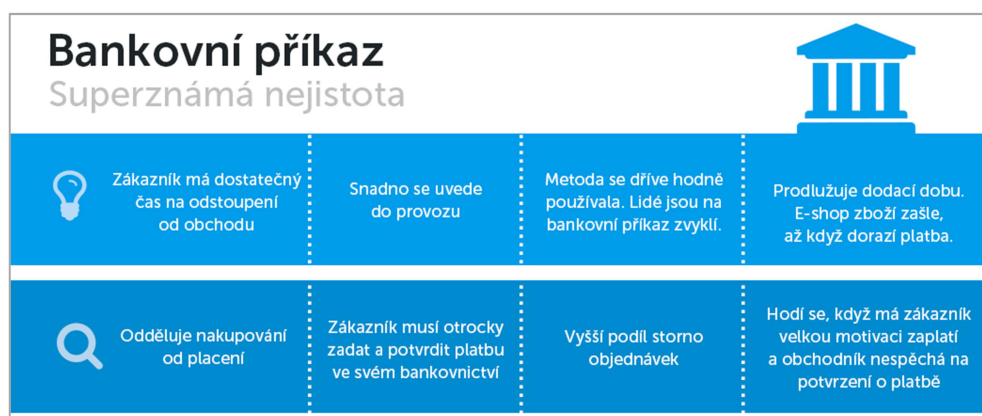 Bankovní příkaz
Superznámá nejistota
Zákazník má dostatečný
čas na odstoupení
od obchodu
Snadno se uvede
do provozu
Metoda se dříve hodně
používala. Lidé jsou na
bankovní příkaz zvyklí.
Prodlužuje dodací dobu.
E-shop zboží zašle,
až když dorazí platba.
Odděluje nakupování
od placení
Zákazník musí otrocky
zadat a potvrdit platbu
ve svém bankovnictví
Vyšší podíl storno
objednávek
Hodí se, když má zákazník
velkou motivaci zaplatí
a obchodník nespěchá na
potvrzení o platbě